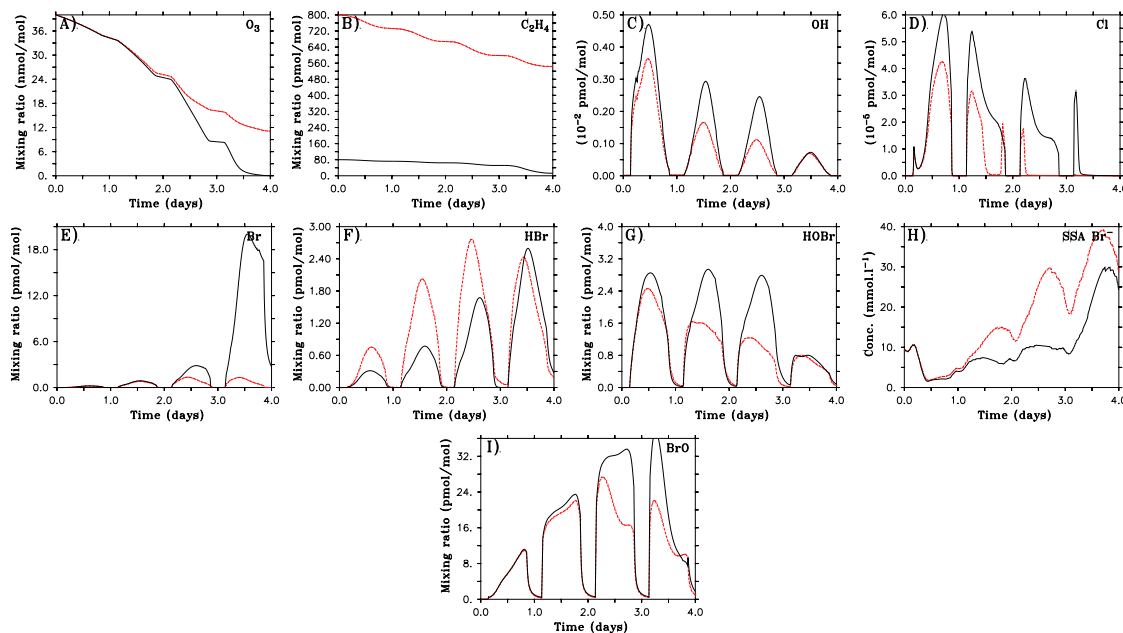 A).
O3
Mixing ratio (nmol/mol)
36.
30.
24.
18.
12.
6.
0.
0.0 1.0 2.0 3.0 4.0
Time (days)
B).
C2H4
Mixing ratio (pmol/mol)
800.
720.
640.
560.
480.
400.
320.
240.
160.
80.
0.
0.0 1.0 2.0 3.0 4.0
Time (days)
C).
OH
(10−2 pmol/mol)
0.50
0.40
0.30
0.20
0.10
0.00
0.0 1.0 2.0 3.0 4.0
Time (days)
D).
Cl
(10−5 pmol/mol)
6.0
5.0
4.0
3.0
2.0
1.0
0.0
0. 1.0 2.0 3.0 4.0
Time (days)
E).
Br
Mixing ratio (pmol/mol)
18.0
12.0
6.0
0.0
0.0 1.0 2.0 3.0 4.0
Time (days)
F).
HBr
Mixing ratio (pmol/mol)
3.00
2.40
1.80
1.20
0.60
0.00
0.0 1.0 2.0 3.0 4.0
Time (days)
G).
HOBr
Mixing ratio (pmol/mol)
4.0
3.2
2.4
1.6
0.8
0.0
0.0 1.0 2.0 3.0 4.0
Time (days)
H).
SSA Br−
Conc. (mmol.l−1)
40.
30.
20.
10.
0.
0. 1.0 2.0 3.0 4.0
Time (days)
I).
BrO
Mixing ratio (pmol/mol)
32.
24.
16.
8.
0.
0.0 1.0 2.0 3.0 4.0
Time (days)